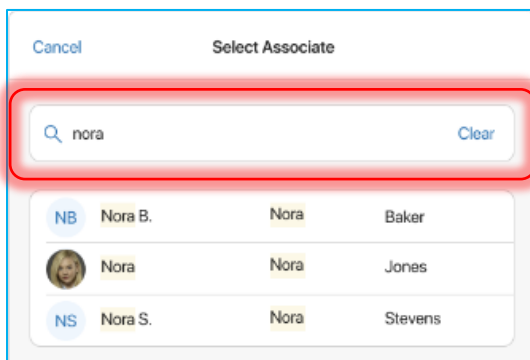 Cancel Select Associate
nora Clear
NB Nora B. Nora Baker
Nora Nora Jones
NS Nora S. Nora Stevens